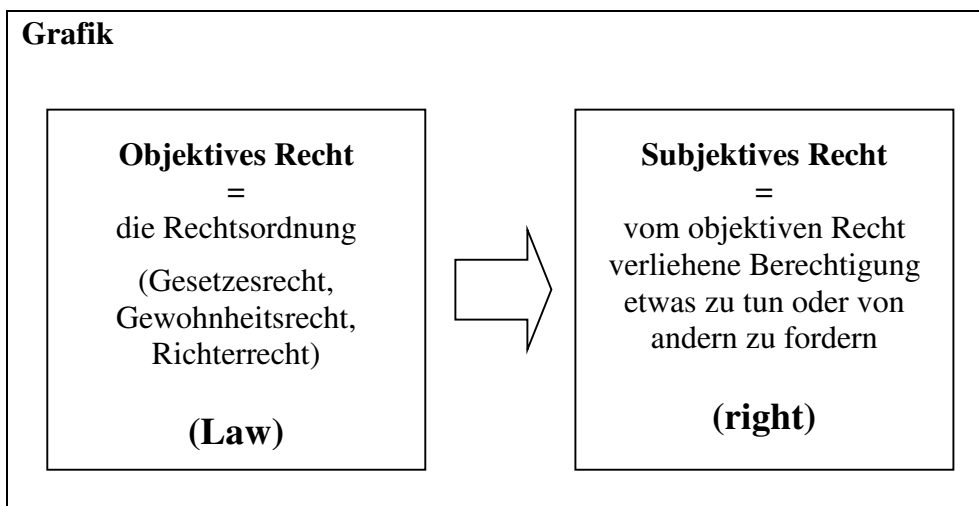 Grafik
Objektives Recht
=
die Rechtsordnung
(Gesetzesrecht,
Gewohnheitsrecht,
Richterrecht)
(Law)
Subjektives Recht
=
vom objektiven Recht
verliehene Berechtigung
etwas zu tun oder von
andern zu fordern
(right)